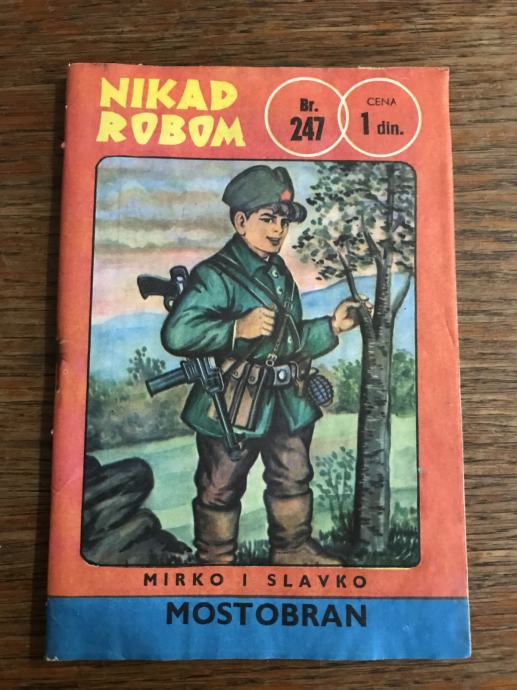 NIKAD
ROBOM
Br.
247
CENA
1 din.
MIRKO I SLAVKO
MOSTOBRAN